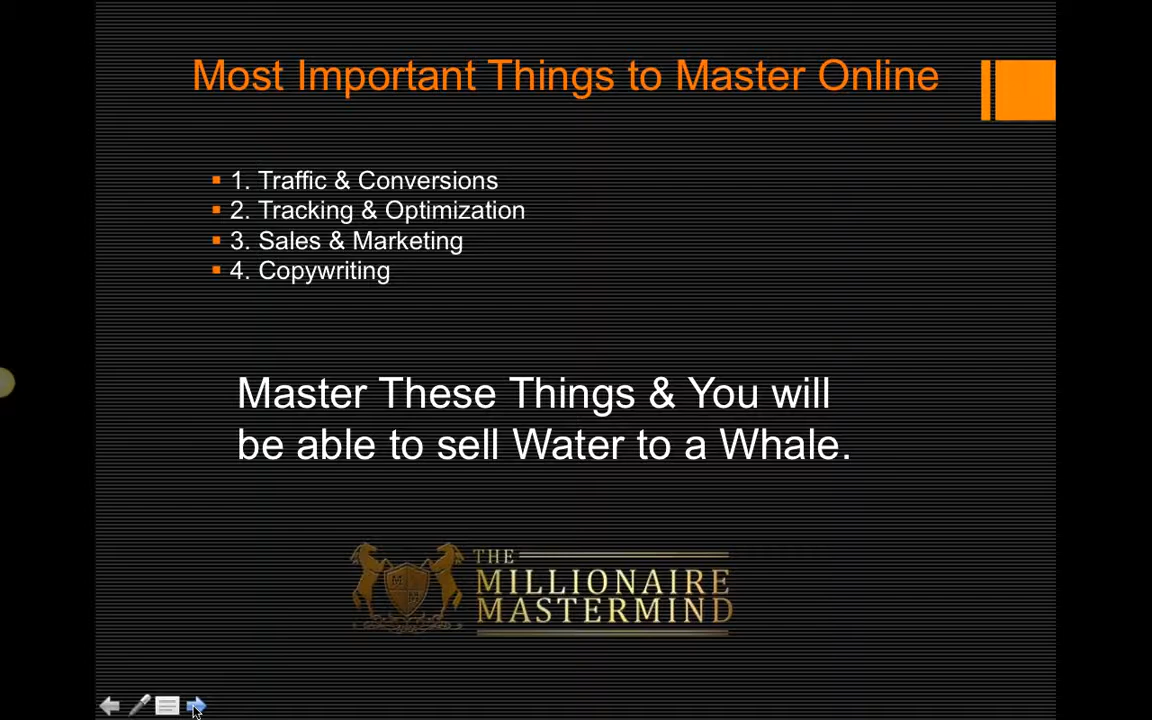 Most Important Things to Master Online
1. Traffic & Conversions
2. Tracking & Optimization
3. Sales & Marketing
4. Copywriting
Master These Things & You will
be able to sell Water to a Whale.
M
M
THE
MILLIONAIRE
MASTERMIND